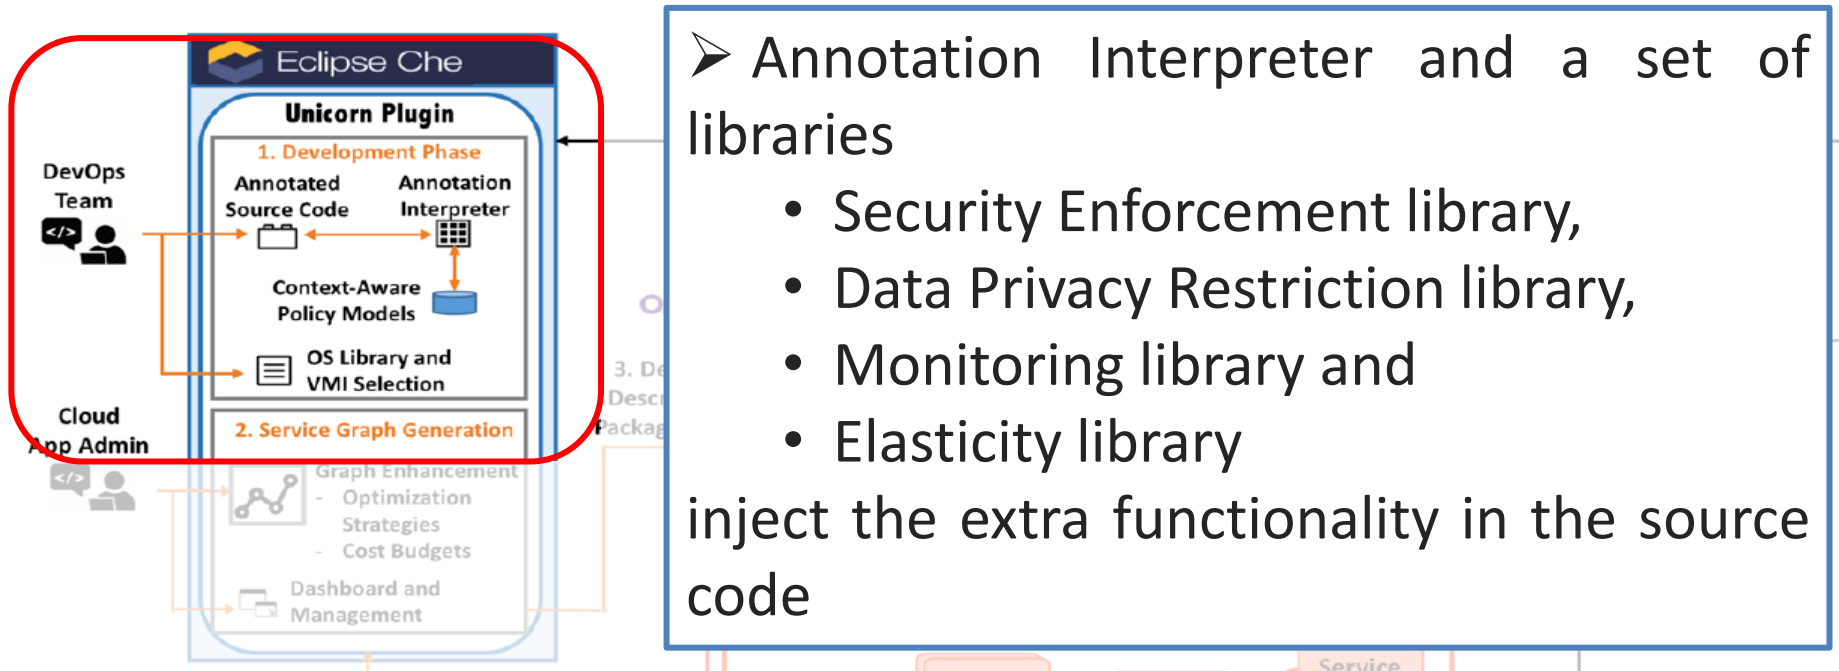 Eclipse Che
Unicorn Plugin
1. Development Phase
DevOps
Team
Annotated
Source Code
Annotation
Interpreter
</>
Context-Aware
Policy Models
OS Library and
VMI Selection
Cloud
App Admin
</>
2. Service Graph Generation
Graph Enhancement
- Optimization
Strategies
- Cost Budgets
Dashboard and
Management
3. De
Descr
Packag
➢ Annotation Interpreter and a set of
libraries
• Security Enforcement library,
• Data Privacy Restriction library,
• Monitoring library and
• Elasticity library
inject the extra functionality in the source
code
Service